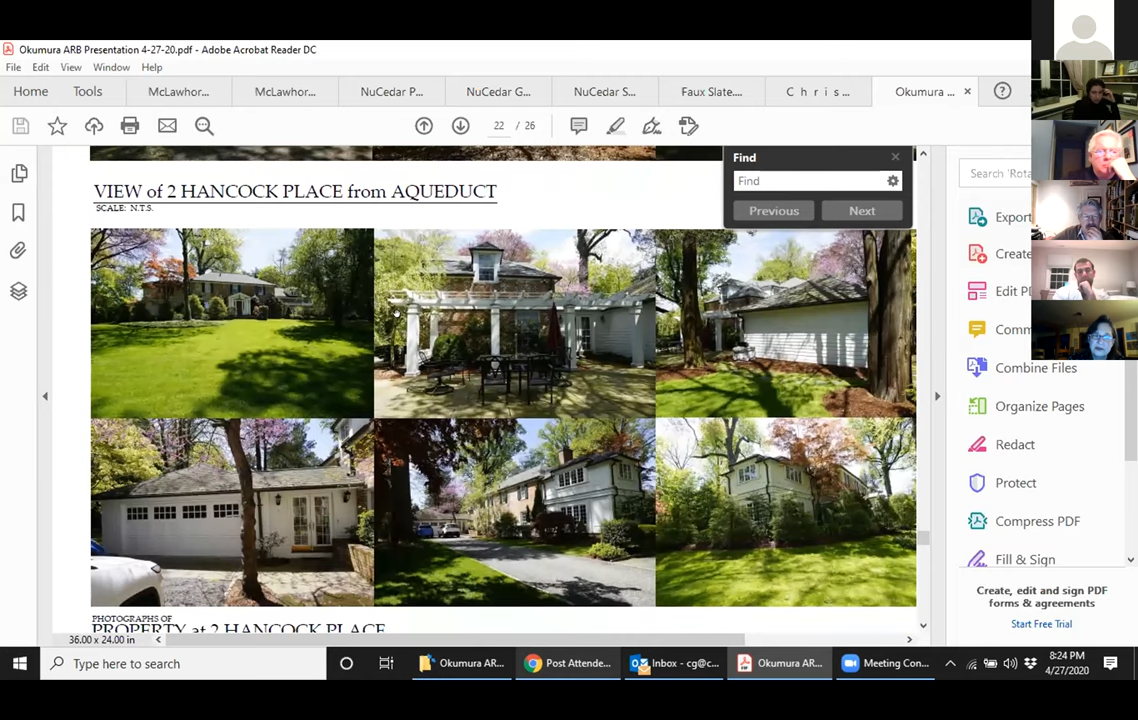 Okumura ARB Presentation 4-27-20.pdf - Adobe Acrobat Reader DC
File Edit View Window Help
Home Tools McLawhor... McLawhor... NuCedar P... NuCedar G... NuCedar S... Faux Slate.... C h r i s ... Okumura ... ×
22 / 26
Find
Find
Previous Next
Search 'Rota
VIEW of 2 HANCOCK PLACE from AQUEDUCT
SCALE: N.T.S.
Export
Create
Edit PD
Comm
Combine Files
Organize Pages
Redact
Protect
Compress PDF
Fill & Sign
Create, edit and sign PDF
forms & agreements
Start Free Trial
PHOTOGRAPHS OF
PROPERTY at 2 HANCOCK PLACE
36.00 x 24.00 in
Type here to search
Okumura AR...
Post Attende...
Inbox - cg@c...
Okumura AR...
Meeting Con...
8:24 PM
4/27/2020